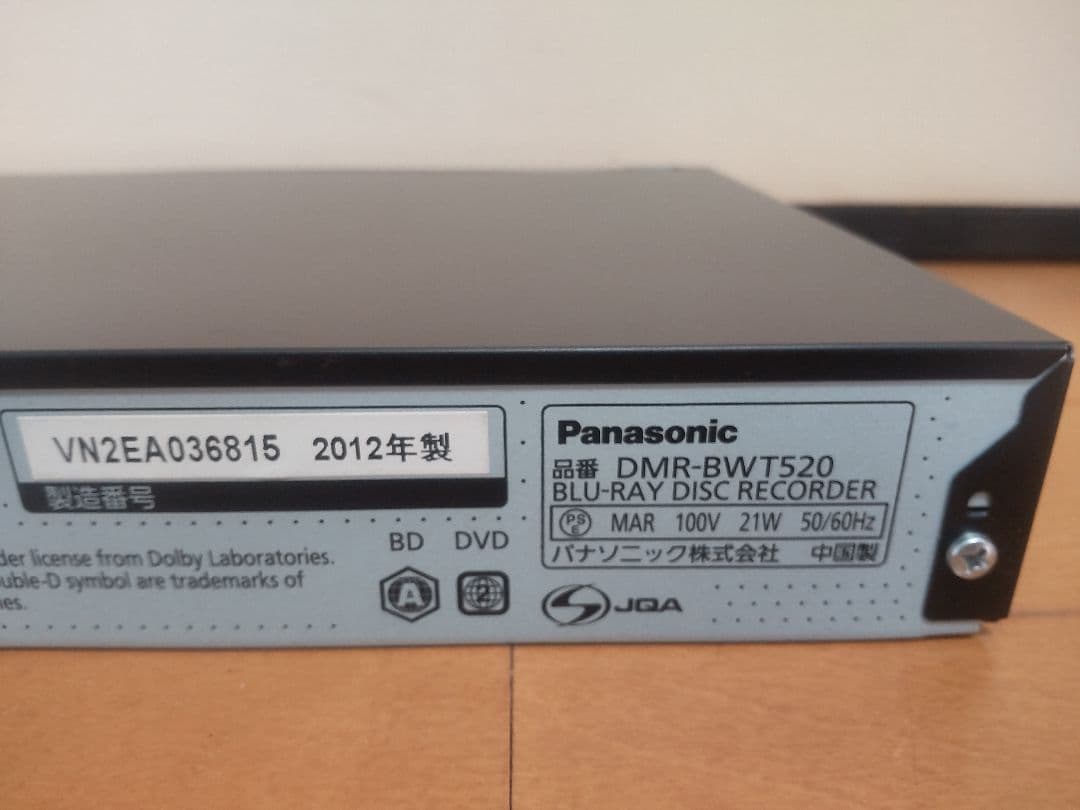 VN2EA036815 2012年製
製造番号
der license from Dolby Laboratories.
uble-D symbol are trademarks of
es.
BD DVD
A 2
Panasonic
品番 DMR-BWT520
BLU-RAY DISC RECORDER
PSE MAR 100V 21W 50/60Hz
パナソニック株式会社 中国製
JQA